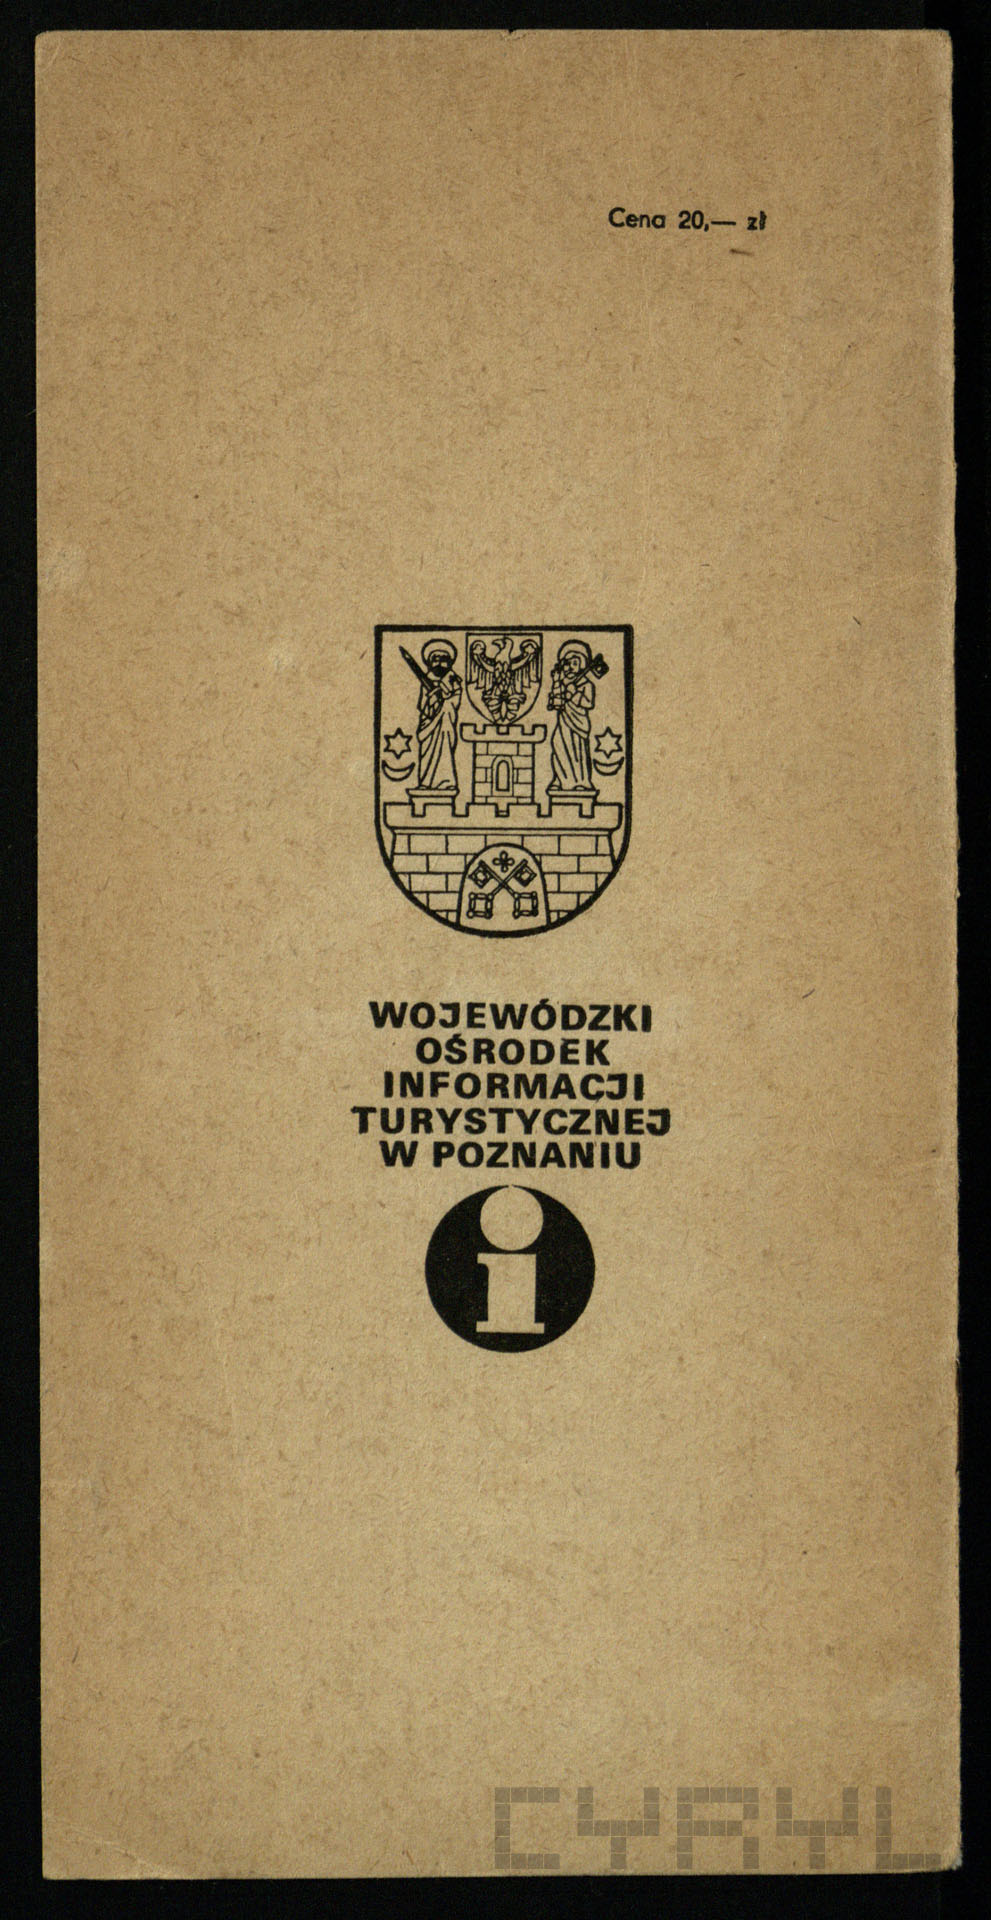 Cena 20,— zł
WOJEWÓDZKI
OŚRODEK
INFORMACJI
TURYSTYCZNEJ
W POZNANIU
i
CYRYL